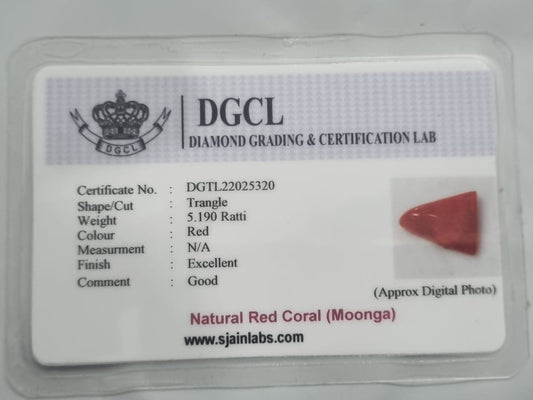 DGCL
DGCL
DIAMOND GRADING & CERTIFICATION LAB
Certificate No. : DGTL22025320
Shape/Cut : Trangle
Weight : 5.190 Ratti
Colour : Red
Measurment : N/A
Finish : Excellent
Comment : Good
(Approx Digital Photo)
Natural Red Coral (Moonga)
www.sjainlabs.com